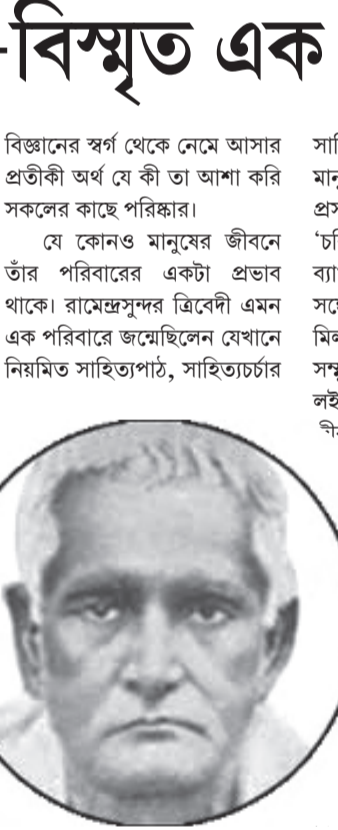 -বিস্মৃত এক
বিজ্ঞানের স্বর্গ থেকে নেমে আসার
প্রতীকী অর্থ যে কী তা আশা করি
সকলের কাছে পরিষ্কার।
যে কোনও মানুষের জীবনে
তাঁর পরিবারের একটা প্রভাব
থাকে। রামেন্দ্রসুন্দর ত্রিবেদী এমন
এক পরিবারে জন্মেছিলেন যেখানে
নিয়মিত সাহিত্যপাঠ, সাহিত্যচর্চার